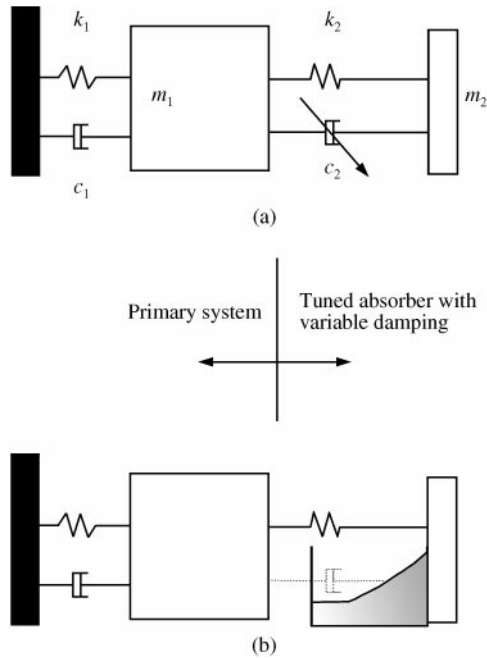 k₁
k₂
m₁
m₂
c₁
c₂
(a)
Primary system
Tuned absorber with
variable damping
(b)